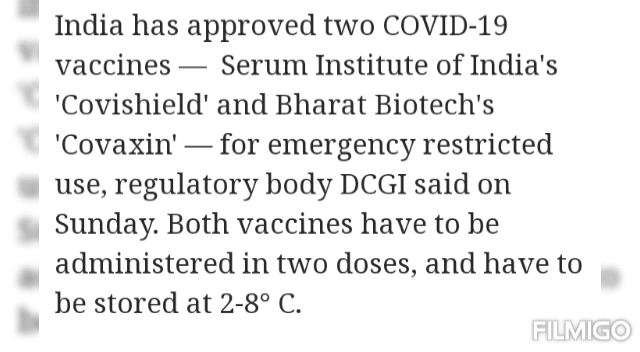 India has approved two COVID-19
vaccines —  Serum Institute of India's
'Covishield' and Bharat Biotech's
'Covaxin' — for emergency restricted
use, regulatory body DCGI said on
Sunday. Both vaccines have to be
administered in two doses, and have to
be stored at 2-8° C.
FILMIGO